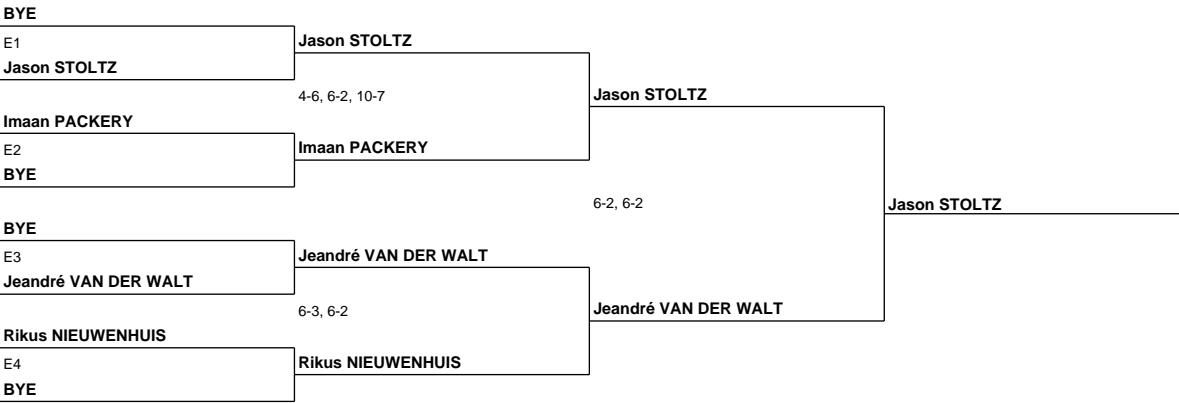 BYE
E1
Jason STOLTZ
Jason STOLTZ
4-6, 6-2, 10-7
Jason STOLTZ
Imaan PACKERY
E2
Imaan PACKERY
BYE
6-2, 6-2
Jason STOLTZ
BYE
E3
Jeandré VAN DER WALT
Jeandré VAN DER WALT
6-3, 6-2
Jeandré VAN DER WALT
Rikus NIEUWENHUIS
E4
Rikus NIEUWENHUIS
BYE